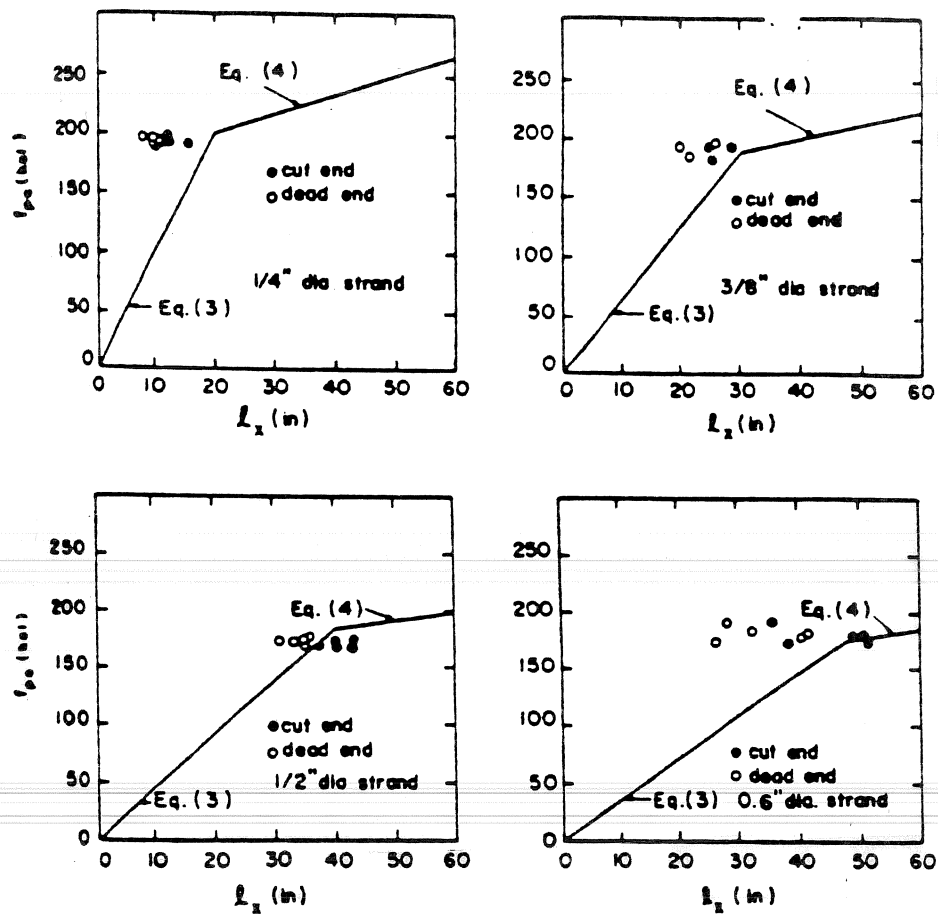 250
200
150
100
50
0
Eq. (4)
cut end
dead end
1/4" dia. strand
Eq.(3)
0 10 20 30 40 50 60
(in)
250
200
150
100
50
0
Eq. (4)
cut end
dead end
3/8" dia strand
Eq.(3)
0 10 20 30 40 50 60
(in)
250
200
150
100
50
0
Eq. (4)
cut end
dead end
1/2" dia strand
Eq.(3)
0 10 20 30 40 50 60
(in)
250
200
150
100
50
0
Eq. (4)
cut end
dead end
Eq.(3) 0.6" dia. strand
0 10 20 30 40 50 60
(in)